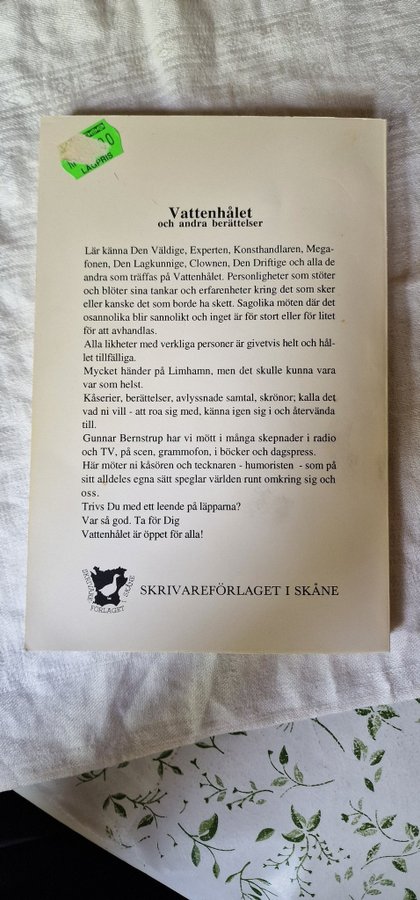 LÅGPRIS
Vattenhålet
och andra berättelser
Lär känna Den Väldige, Experten, Konsthandlaren, Mega-
fonen, Den Lagkunnige, Clownen, Den Driftige och alla de
andra som träffas på Vattenhålet. Personligheter som stöter
och blöter sina tankar och erfarenheter kring det som sker
eller kanske det som borde ha skett. Sagolika möten där det
osannolika blir sannolikt och inget är för stort eller för litet
för att avhandlas.
Alla likheter med verkliga personer är givetvis helt och hål-
let tillfälliga.
Mycket händer på Limhamn, men det skulle kunna vara
var som helst.
Kåserier, berättelser, avlyssnade samtal, skrönor; kalla det
vad ni vill - att roa sig med, känna igen sig i och återvända
till.
Gunnar Bernstrup har vi mött i många skepnader i radio
och TV, på scen, grammofon, i böcker och dagspress.
Här möter ni kåsören och tecknaren - humoristen - som på
sitt alldeles egna sätt speglar världen runt omkring sig och
oss.
Trivs Du med ett leende på läpparna?
Var så god. Ta för Dig
Vattenhålet är öppet för alla!
SKRIVARE
FÖRLAGET
SKÅNE
SKRIVAREFÖRLAGET I SKÅNE